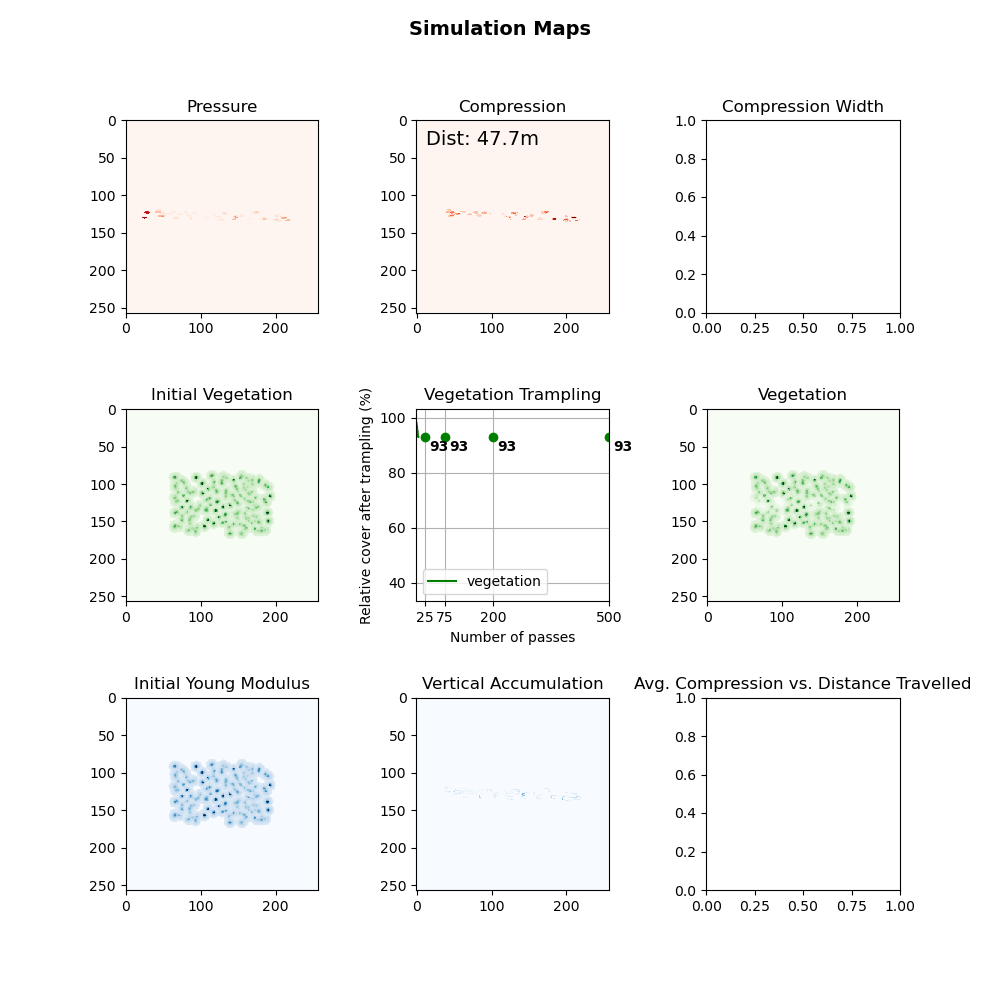 Simulation Maps
Pressure
0
50
100
150
200
250
0 100 200
Compression
Dist: 47.7m
0
50
100
150
200
250
0 100 200
Compression Width
1.0
0.8
0.6
0.4
0.2
0.0
0.00 0.25 0.50 0.75 1.00
Initial Vegetation
0
50
100
150
200
250
0 100 200
Vegetation Trampling
Relative cover after trampling (%)
100
80
60
40
93 93 93 93
vegetation
25 75 200 500
Number of passes
Vegetation
0
50
100
150
200
250
0 100 200
Initial Young Modulus
0
50
100
150
200
250
0 100 200
Vertical Accumulation
0
50
100
150
200
250
0 100 200
Avg. Compression vs. Distance Travelled
1.0
0.8
0.6
0.4
0.2
0.0
0.00 0.25 0.50 0.75 1.00